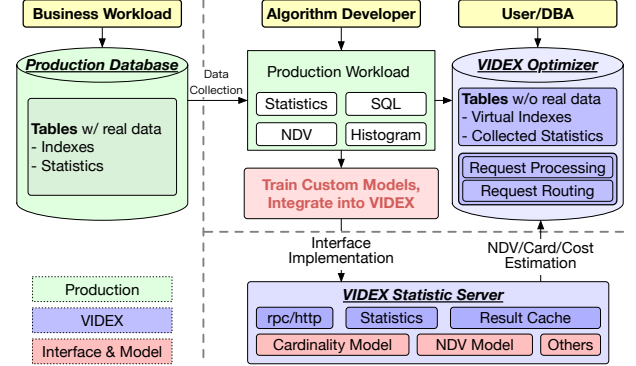 Business Workload
Algorithm Developer
User/DBA
Production Database
Tables w/ real data
- Indexes
- Statistics
Data
Collection
Production Workload
Statistics
SQL
NDV
Histogram
Train Custom Models,
Integrate into VIDEX
VIDEX Optimizer
Tables w/o real data
- Virtual Indexes
- Collected Statistics
Request Processing
Request Routing
Interface
Implementation
NDV/Card/Cost
Estimation
Production
VIDEX
Interface & Model
VIDEX Statistic Server
rpc/http
Statistics
Result Cache
Cardinality Model
NDV Model
Others